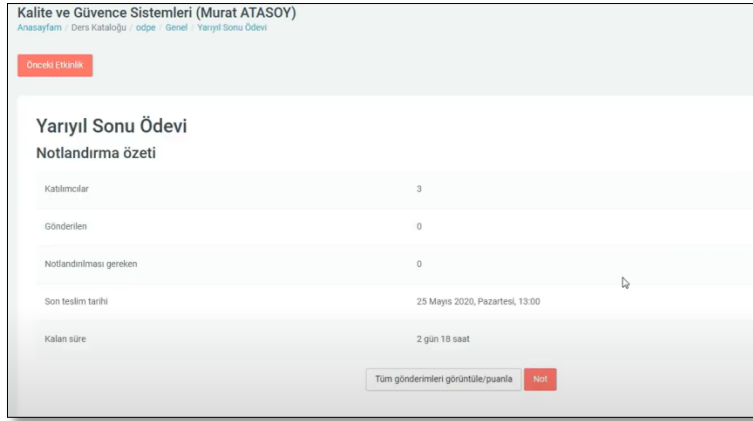 Kalite ve Güvence Sistemleri (Murat ATASOY)
Anasayfam / Ders Kataloğu / odpe / Genel / Yarıyıl Sonu Ödevi
Önceki Etkinlik
Yarıyıl Sonu Ödevi
Notlandırma özeti
Katılımcılar 3
Gönderilen 0
Notlandırılması gereken 0
Son teslim tarihi 25 Mayıs 2020, Pazartesi, 13:00
Kalan süre 2 gün 18 saat
Tüm gönderimleri görüntüle/puanla Not